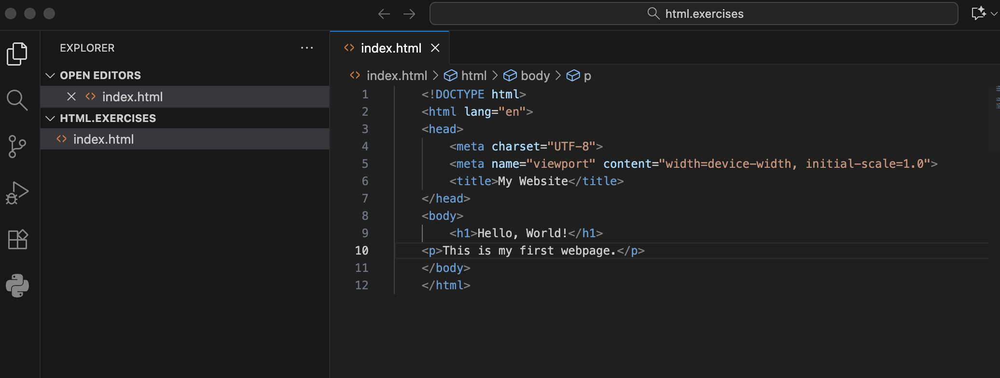 html.exercises
EXPLORER
OPEN EDITORS
index.html
HTML.EXERCISES
index.html
index.html
index.html > html > body > p
1 <!DOCTYPE html>
2 <html lang="en">
3 <head>
4 <meta charset="UTF-8">
5 <meta name="viewport" content="width=device-width, initial-scale=1.0">
6 <title>My Website</title>
7 </head>
8 <body>
9 <h1>Hello, World!</h1>
10 <p>This is my first webpage.</p>
11 </body>
12 </html>